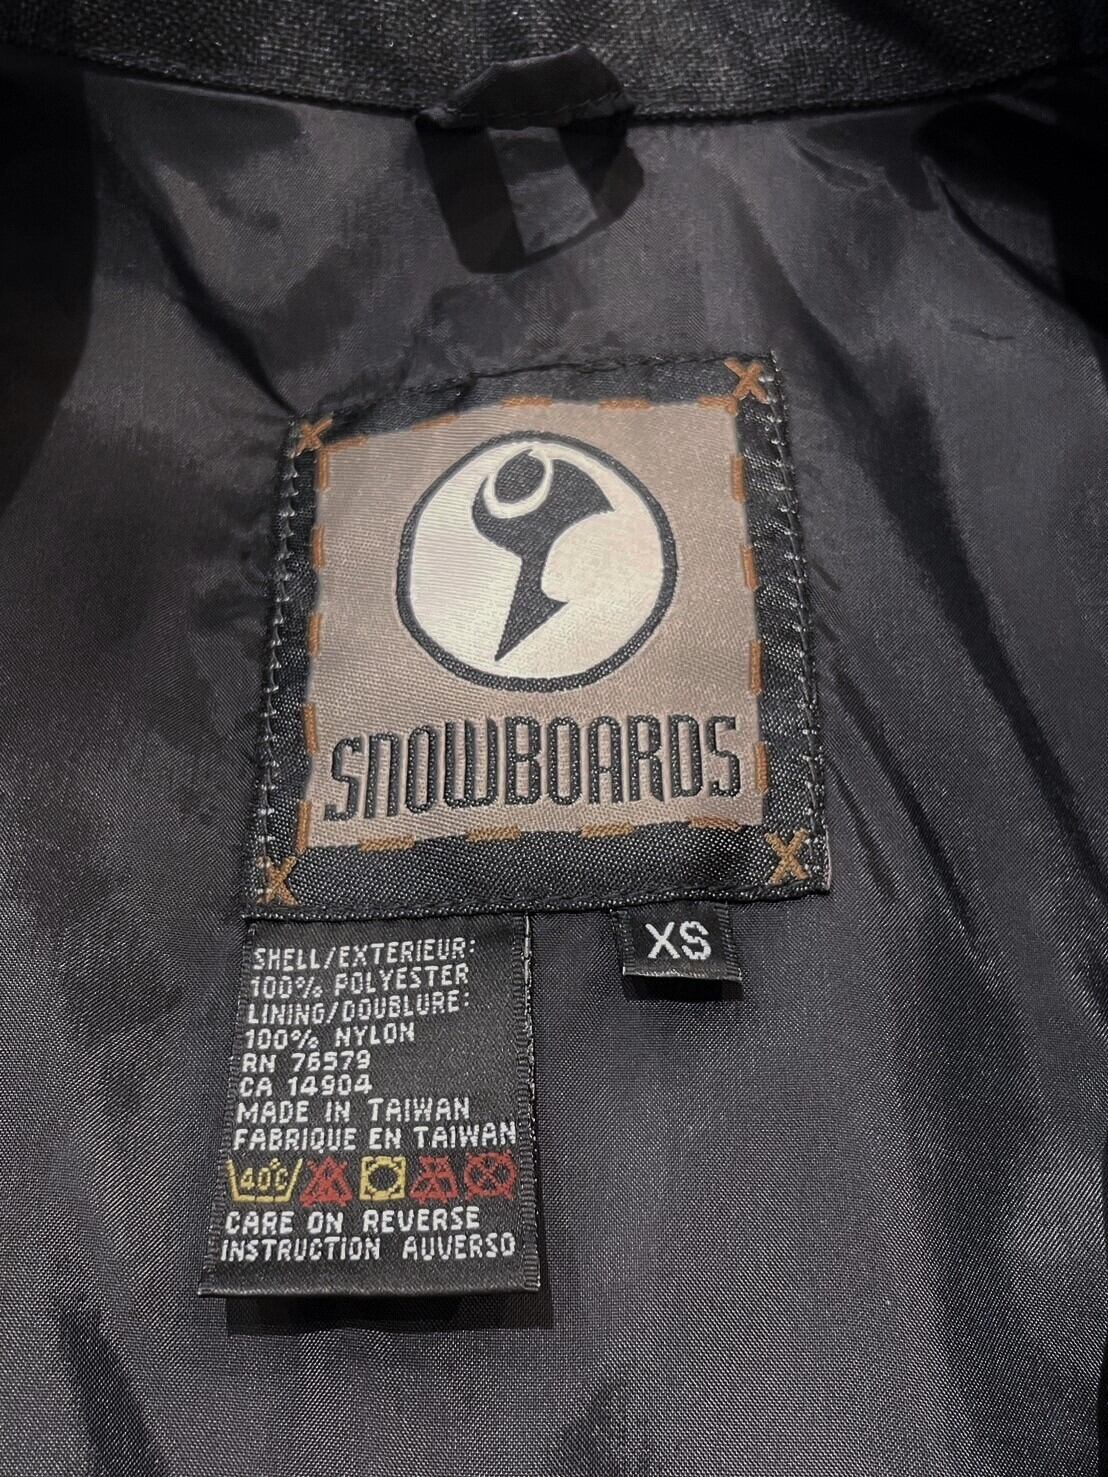 SNOWBOARDS
XS
SHELL/EXTERIEUR:
100% POLYESTER
LINING/DOUBLURE:
100% NYLON
RN 76579
CA 14904
MADE IN TAIWAN
FABRIQUE EN TAIWAN
40°C
CARE ON REVERSE
INSTRUCTION AUVERSO